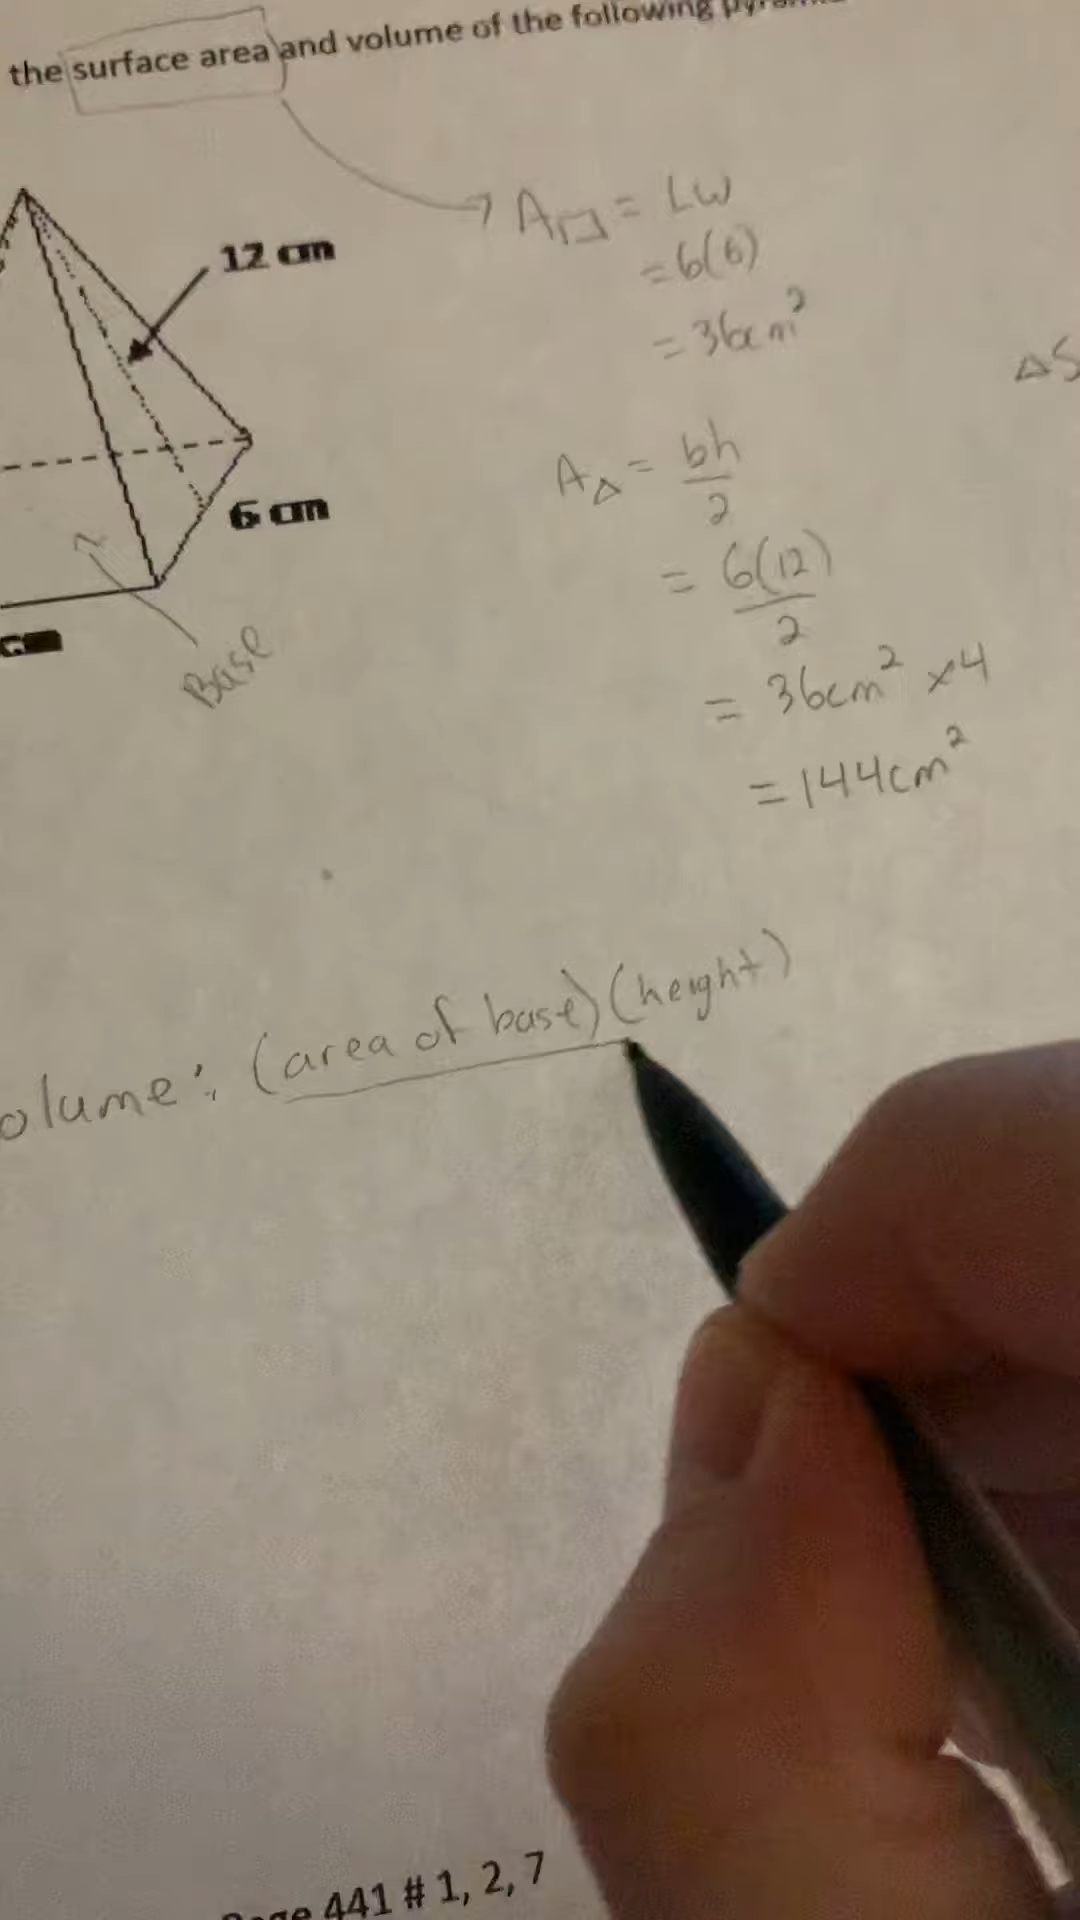 the surface area and volume of the following
A▭ = LW
= 6(6)
= 36cm²
12 cm
A△ = bh/2
6 cm
= 6(12)/2
Base
= 36cm² ×4
= 144cm²
olume: (area of base)(height)
441 # 1, 2, 7